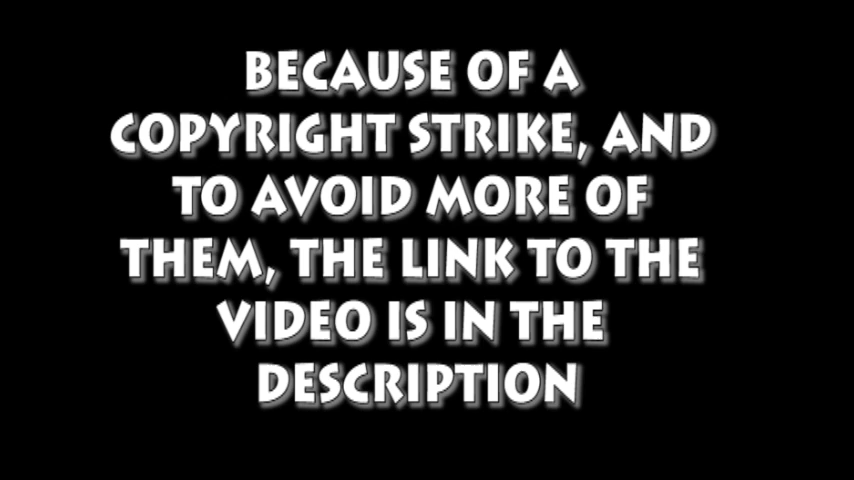 BECAUSE OF A
COPYRIGHT STRIKE, AND
TO AVOID MORE OF
THEM, THE LINK TO THE
VIDEO IS IN THE
DESCRIPTION